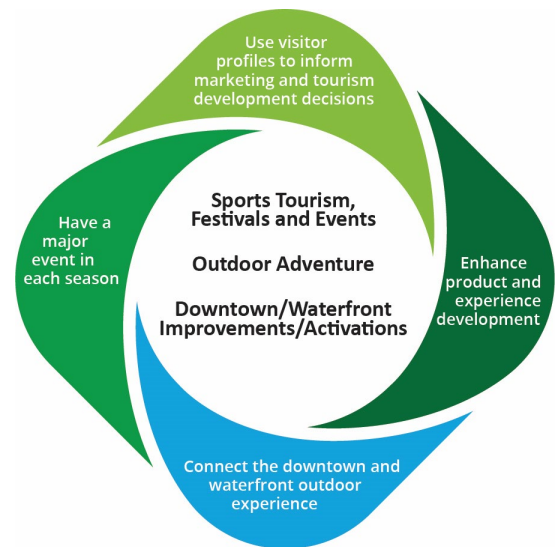 Use visitor
profiles to inform
marketing and tourism
development decisions
Sports Tourism,
Festivals and Events
Outdoor Adventure
Downtown/Waterfront
Improvements/Activations
Have a
major
event in
each season
Enhance
product and
experience
development
Connect the downtown and
waterfront outdoor
experience